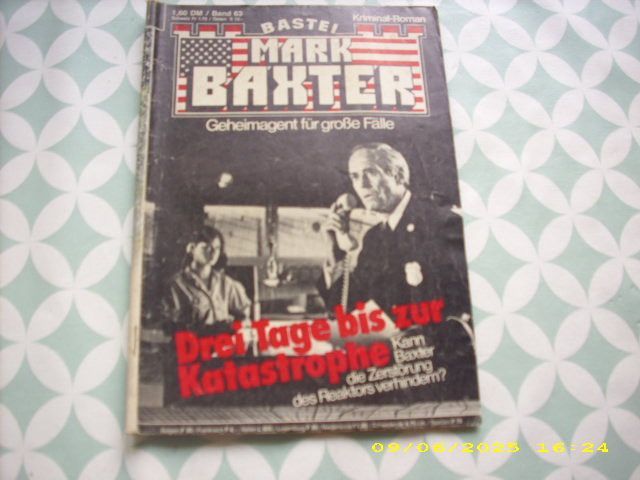 1,60 DM / Band 63
Kriminal-Roman
BASTEI
MARK
BAXTER
Geheimagent für große Fälle
Drei Tage bis zur
Katastrophe
Kann
Baxter
die Zerstörung
des Reaktors verhindern?
09/06/2025 16:24